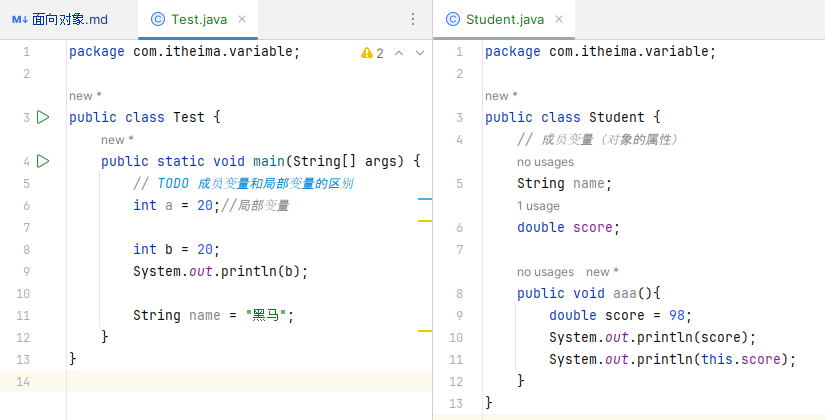 M↓ 面向对象.md
Test.java
1 package com.itheima.variable;
2
2
new *
3 public class Test {
new *
4 public static void main(String[] args) {
5 // TODO 成员变量和局部变量的区别
6 int a = 20;//局部变量
7
8 int b = 20;
9 System.out.println(b);
10
11 String name = "黑马";
12 }
13 }
14
Student.java
1 package com.itheima.variable;
2
new *
3 public class Student {
4 // 成员变量（对象的属性）
no usages
5 String name;
1 usage
6 double score;
7
no usages new *
8 public void aaa(){
9 double score = 98;
10 System.out.println(score);
11 System.out.println(this.score);
12 }
13 }